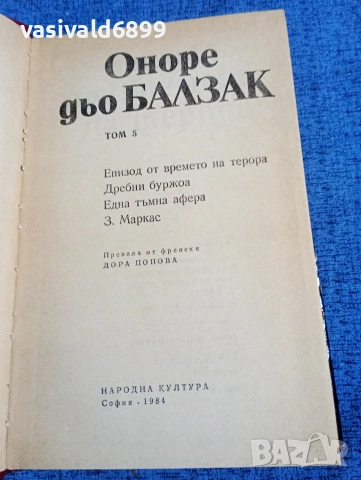 vasivald6899
Оноре
дьо БАЛЗАК
ТОМ 5
Епизод от времето на терора
Дребни буржоа
Една тъмна афера
З. Маркас
Превела от френски
ДОРА ПОПОВА
НАРОДНА КУЛТУРА
София · 1984
BAZAR